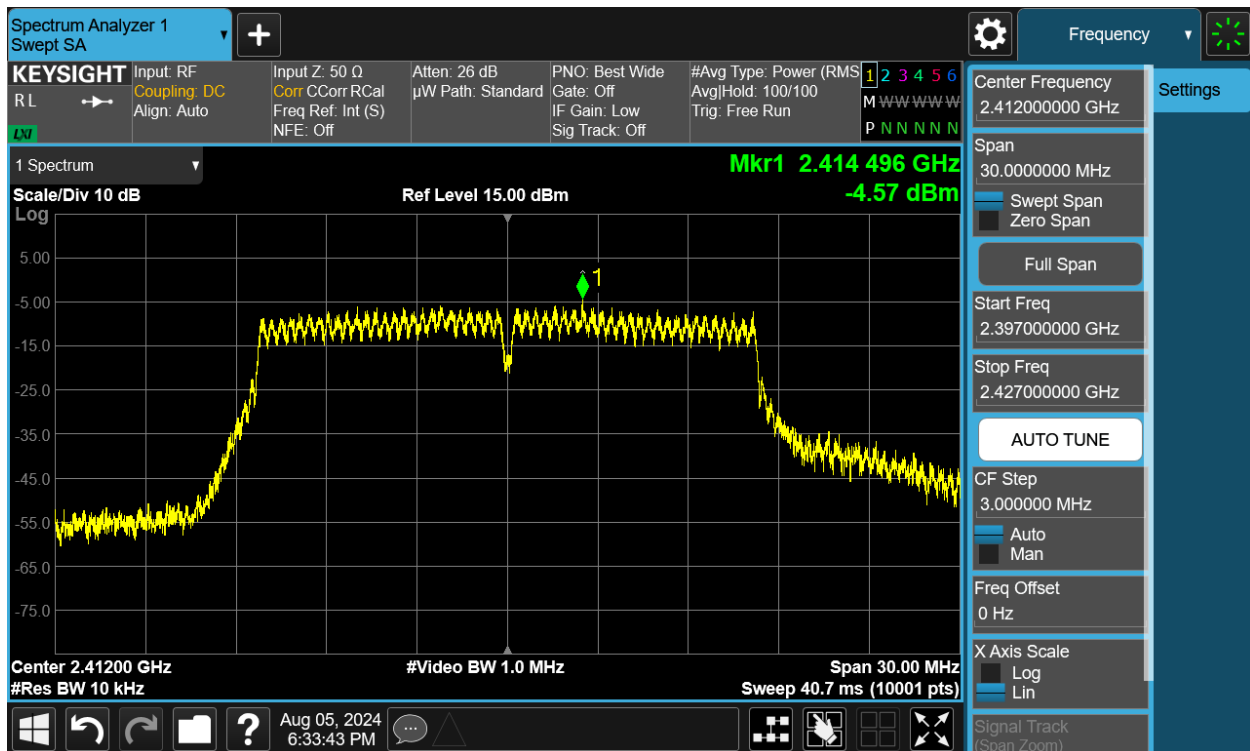 Spectrum Analyzer 1
Swept SA
+
Frequency
KEYSIGHT
RL
LXI
Input: RF
Coupling: DC
Align: Auto
Input Z: 50 Ω
Corr CCorr RCal
Freq Ref: Int (S)
NFE: Off
Atten: 26 dB
µW Path: Standard
PNO: Best Wide
Gate: Off
IF Gain: Low
Sig Track: Off
#Avg Type: Power (RMS
Avg|Hold: 100/100
Trig: Free Run
1 2 3 4 5 6
M W W W W W
P N N N N N
1 Spectrum
Scale/Div 10 dB
Log
Ref Level 15.00 dBm
Mkr1 2.414 496 GHz
-4.57 dBm
1
5.00
-5.00
-15.0
-25.0
-35.0
-45.0
-55.0
-65.0
-75.0
Center 2.41200 GHz
#Video BW 1.0 MHz
Span 30.00 MHz
#Res BW 10 kHz
Sweep 40.7 ms (10001 pts)
Center Frequency
2.412000000 GHz
Settings
Span
30.0000000 MHz
Swept Span
Zero Span
Full Span
Start Freq
2.397000000 GHz
Stop Freq
2.427000000 GHz
AUTO TUNE
CF Step
3.000000 MHz
Auto
Man
Freq Offset
0 Hz
X Axis Scale
Log
Lin
Signal Track
(Span Zoom)
?
Aug 05, 2024
6:33:43 PM